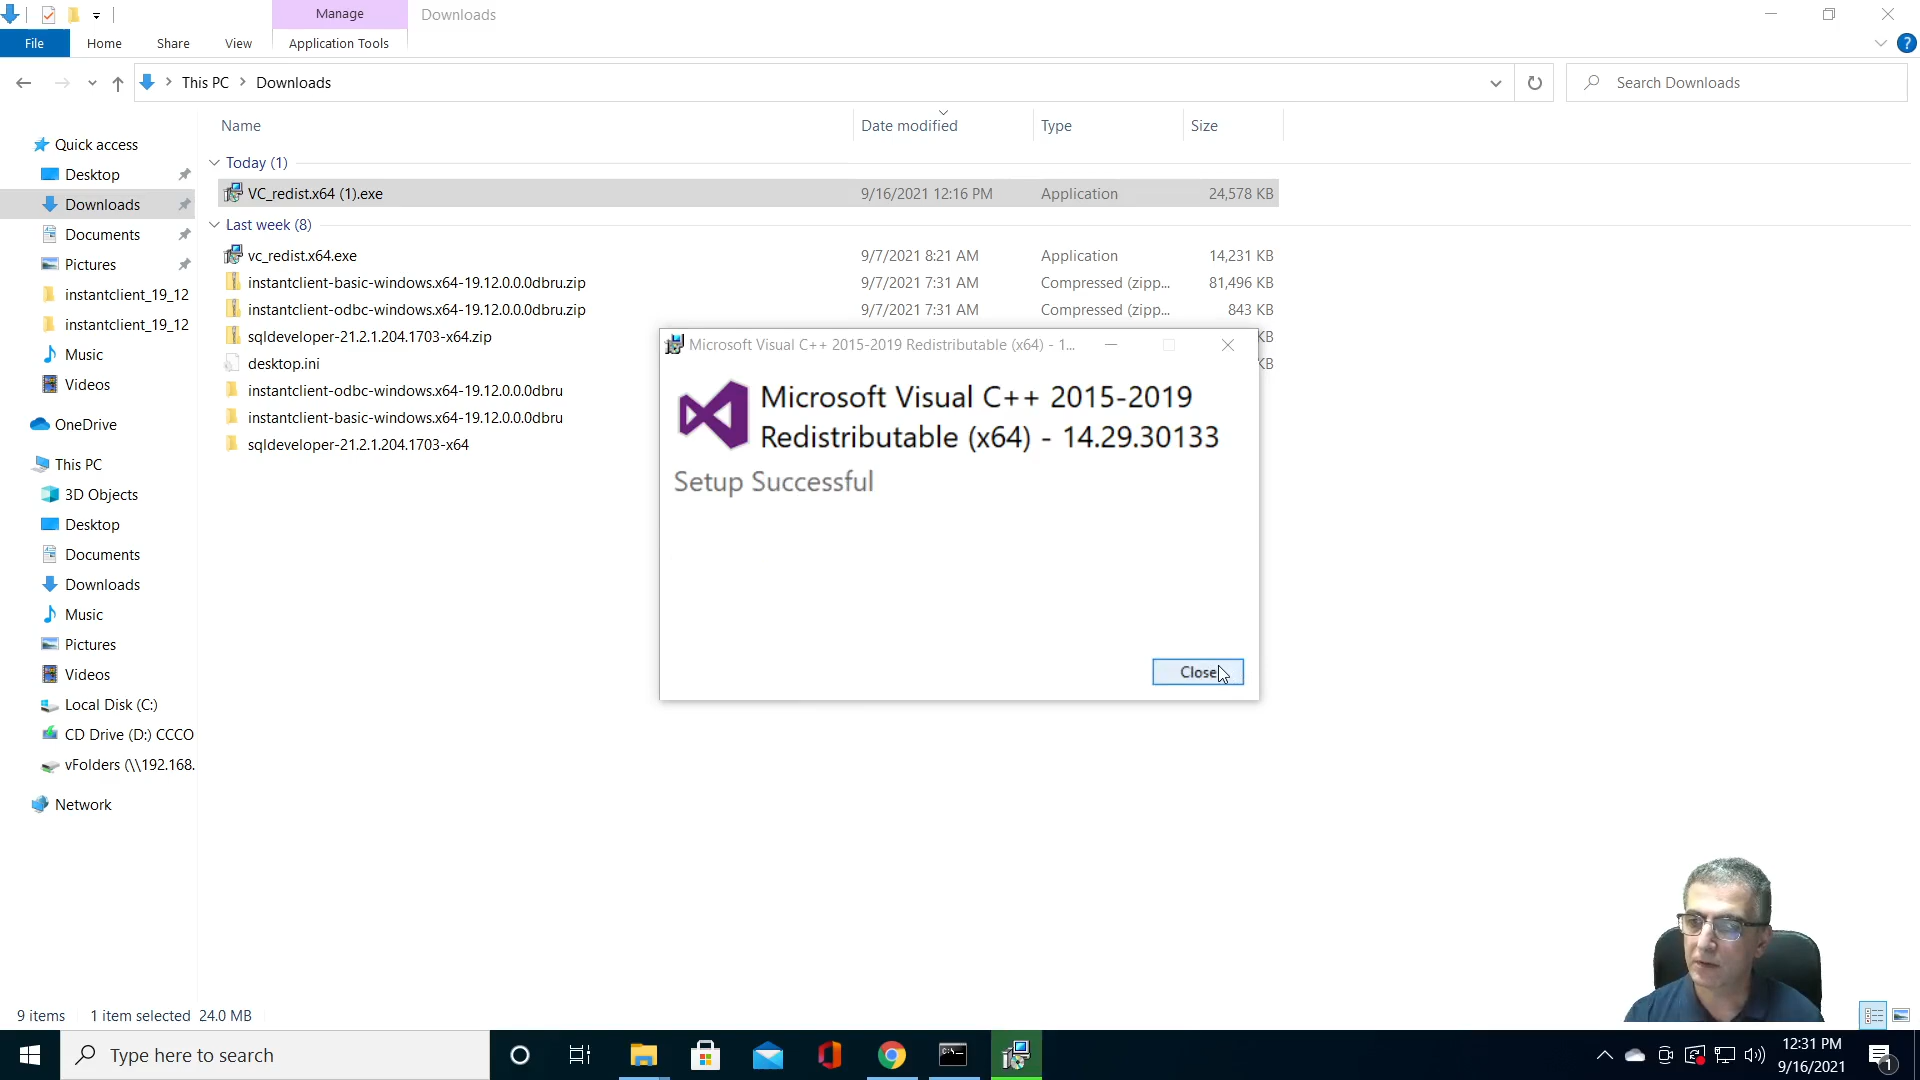 Manage
Downloads
File
Home
Share
View
Application Tools
This PC
Downloads
Search Downloads
Name
Date modified
Type
Size
Quick access
Desktop
Downloads
Documents
Pictures
instantclient_19_12
instantclient_19_12
Music
Videos
OneDrive
This PC
3D Objects
Desktop
Documents
Downloads
Music
Pictures
Videos
Local Disk (C:)
CD Drive (D:) CCCO
vFolders (\\192.168.
Network
Today (1)
VC_redist.x64 (1).exe 9/16/2021 12:16 PM Application 24,578 KB
Last week (8)
vc_redist.x64.exe 9/7/2021 8:21 AM Application 14,231 KB
instantclient-basic-windows.x64-19.12.0.0.0dbru.zip 9/7/2021 7:31 AM Compressed (zipp... 81,496 KB
instantclient-odbc-windows.x64-19.12.0.0.0dbru.zip 9/7/2021 7:31 AM Compressed (zipp... 843 KB
sqldeveloper-21.2.1.204.1703-x64.zip KB
desktop.ini KB
instantclient-odbc-windows.x64-19.12.0.0.0dbru
instantclient-basic-windows.x64-19.12.0.0.0dbru
sqldeveloper-21.2.1.204.1703-x64
Microsoft Visual C++ 2015-2019 Redistributable (x64) - 1...
Microsoft Visual C++ 2015-2019
Redistributable (x64) - 14.29.30133
Setup Successful
Close
9 items 1 item selected 24.0 MB
Type here to search
12:31 PM
9/16/2021
1